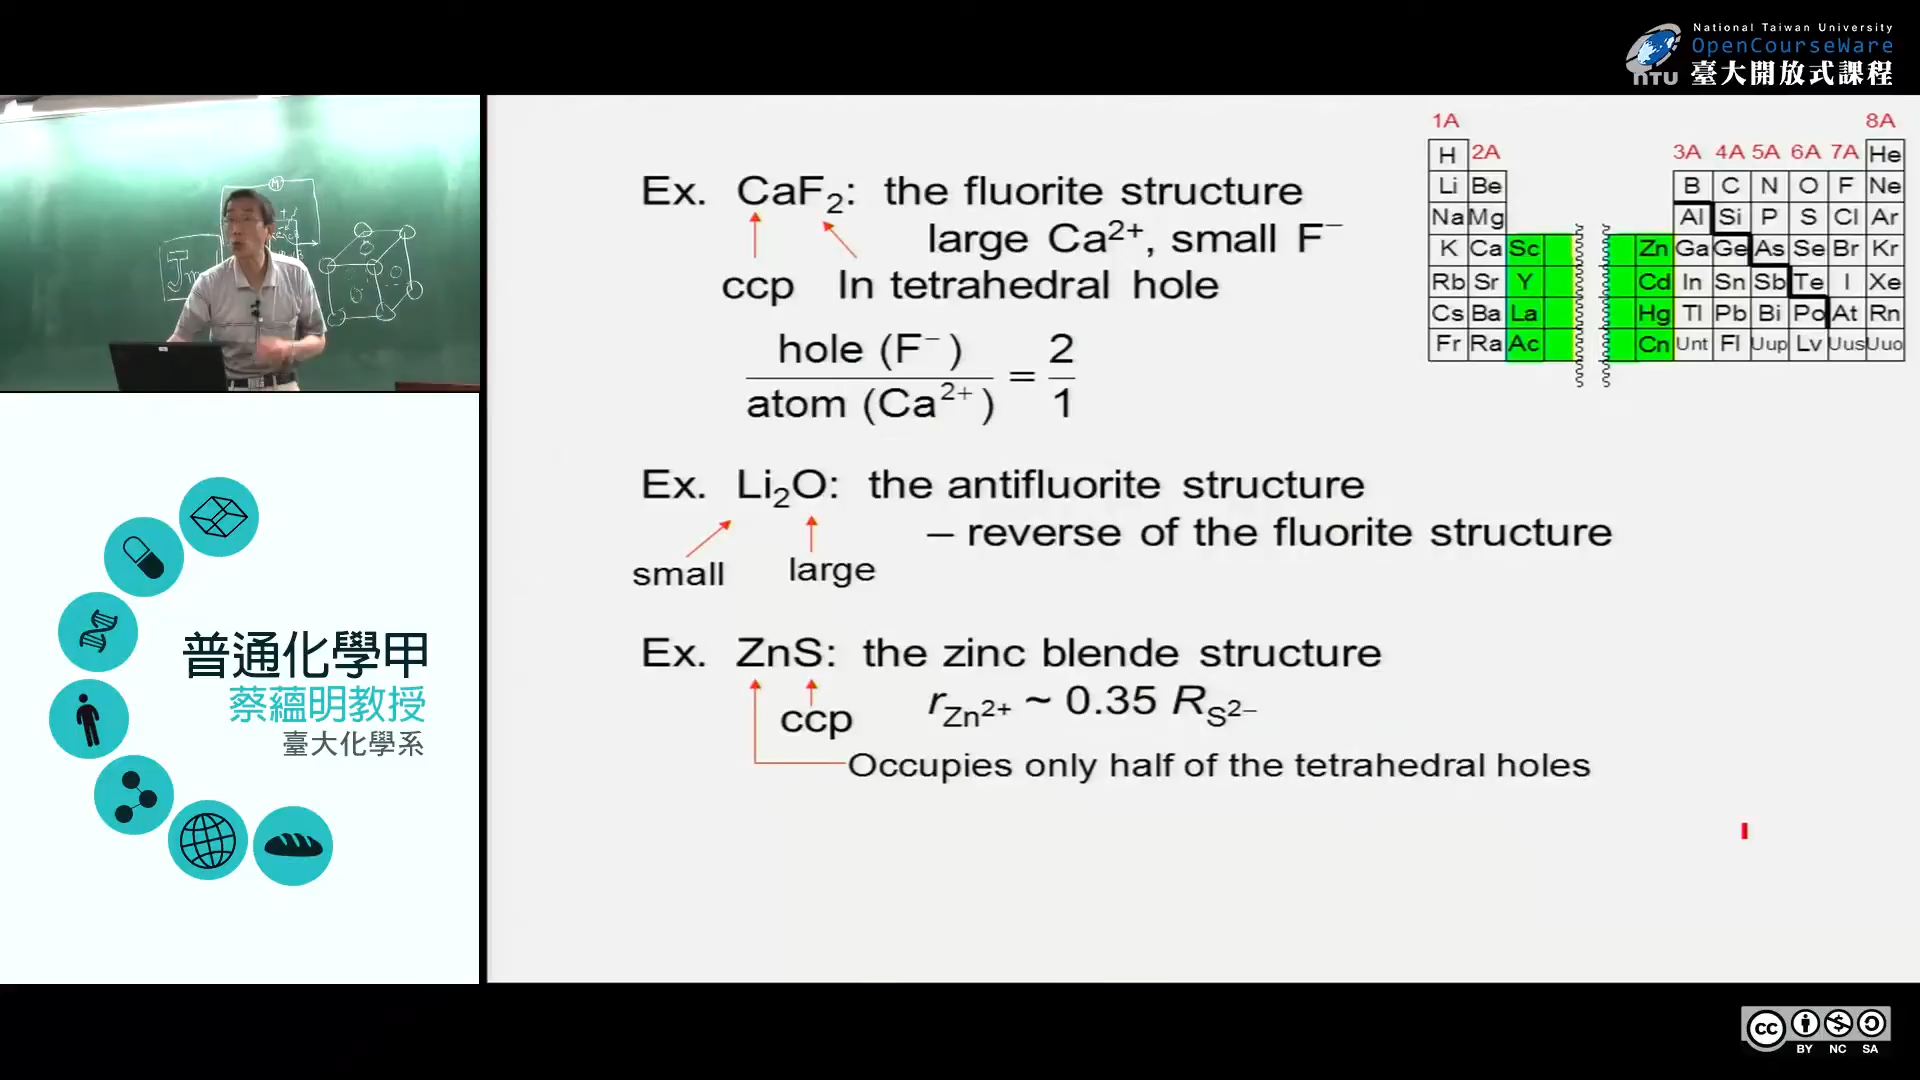 National Taiwan University
OpenCourseWare
臺大開放式課程
NTU
1A
8A
2A
3A 4A 5A 6A 7A
H He
Li Be B C N O F Ne
Na Mg Al Si P S Cl Ar
K Ca Sc Zn Ga Ge As Se Br Kr
Rb Sr Y Cd In Sn Sb Te I Xe
Cs Ba La Hg Tl Pb Bi Po At Rn
Fr Ra Ac Cn Unt Fl Uup Lv Uus Uuo
Ex. CaF₂: the fluorite structure
large Ca²⁺, small F⁻
ccp In tetrahedral hole
hole (F⁻) / atom (Ca²⁺) = 2/1
Ex. Li₂O: the antifluorite structure
– reverse of the fluorite structure
small large
Ex. ZnS: the zinc blende structure
ccp r Zn²⁺ ~ 0.35 R S²⁻
Occupies only half of the tetrahedral holes
普通化學甲
蔡蘊明教授
臺大化學系
cc
BY NC SA